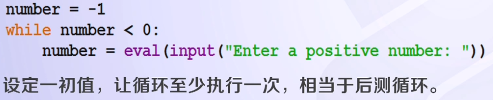 number = -1
while number < 0:
    number = eval(input("Enter a positive number: "))
设定一初值，让循环至少执行一次，相当于后测循环。